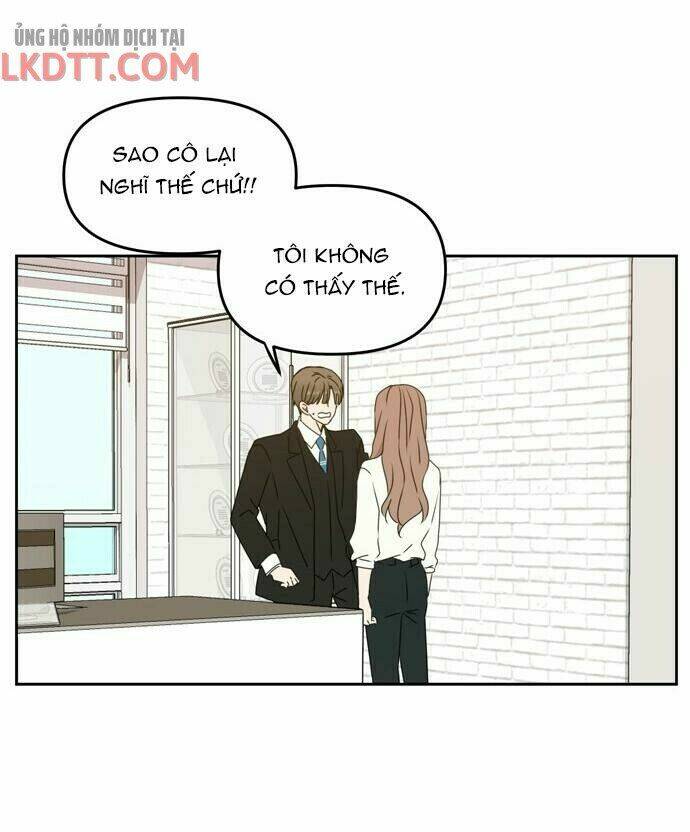 ỦNG HỘ NHÓM DỊCH TẠI
LKDTT.COM
SAO CÔ LẠI
NGHĨ THẾ CHỨ!!
TÔI KHÔNG
CÓ THẤY THẾ.